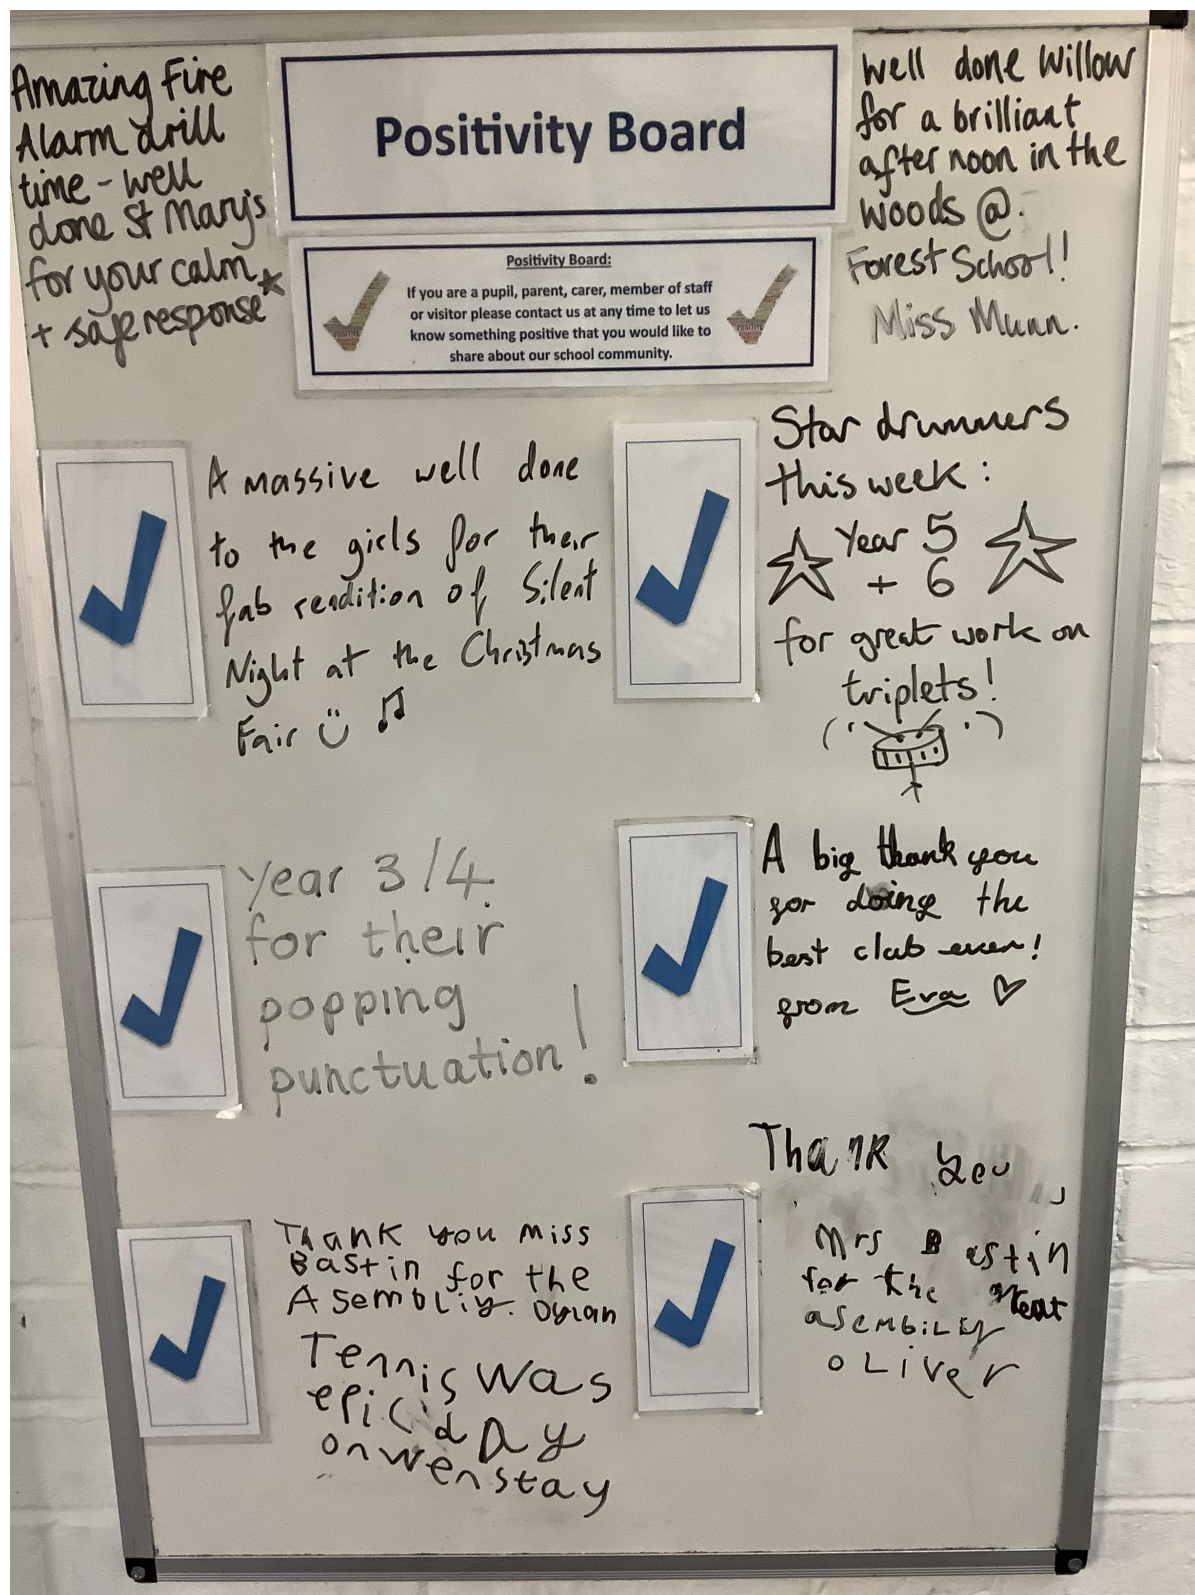 Amazing Fire
Alarm drill
time - well
done St Mary's
for your calm
+ safe response
Positivity Board
Well done Willow
for a brilliant
after noon in the
woods @
Forest School!
Miss Munn.
Positivity Board:
If you are a pupil, parent, carer, member of staff
or visitor please contact us at any time to let us
know something positive that you would like to
share about our school community.
A massive well done
to the girls for their
fab rendition of Silent
Night at the Christmas
Fair
Star drummers
this week:
Year 5
+ 6
for great work on
triplets!
Year 3/4
for their
popping
punctuation!
A big thank you
for doing the
best club ever!
from Eva
Thank you miss
Bastin for the
Asembliy. Dylan
Tennis was
epic
DAy
on wenstay
Thank you
Mrs Bastin
for the
asembiliy
oLiver